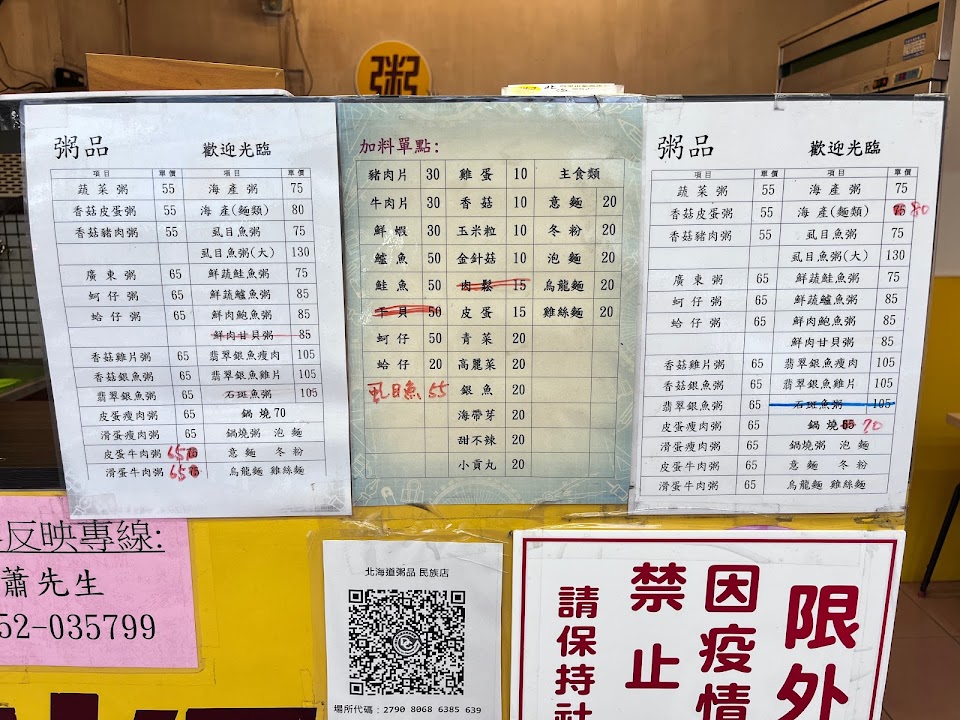 粥
粥品 歡迎光臨
項目 單價 項目 單價
蔬菜粥 55 海產粥 75
香菇皮蛋粥 55 海產(麵類) 80
香菇豬肉粥 55 虱目魚粥 75
虱目魚粥(大) 130
廣東粥 65 鮮蔬鮭魚粥 75
蚵仔粥 65 鮮蔬鱸魚粥 85
蛤仔粥 65 鮮肉鮑魚粥 85
鮮肉甘貝粥 85
香菇雞片粥 65 翡翠銀魚瘦肉 105
香菇銀魚粥 65 翡翠銀魚雞片 105
翡翠銀魚粥 65 石斑魚粥 105
皮蛋瘦肉粥 65 鍋燒70
滑蛋瘦肉粥 65 鍋燒粥 泡麵
皮蛋牛肉粥 65 意麵 冬粉
滑蛋牛肉粥 65 烏龍麵 雞絲麵
加料單點:
豬肉片 30 雞蛋 10 主食類
牛肉片 30 香菇 10 意麵 20
鮮蝦 30 玉米粒 10 冬粉 20
鱸魚 50 金針菇 10 泡麵 20
鮭魚 50 肉鬆 15 烏龍麵 20
干貝 50 皮蛋 15 雞絲麵 20
蚵仔 50 青菜 20
蛤仔 20 高麗菜 20
虱目魚 55 銀魚 20
海帶芽 20
甜不辣 20
小貢丸 20
粥品 歡迎光臨
項目 單價 項目 單價
蔬菜粥 55 海產粥 75
香菇皮蛋粥 55 海產(麵類) 80
香菇豬肉粥 55 虱目魚粥 75
虱目魚粥(大) 130
廣東粥 65 鮮蔬鮭魚粥 75
蚵仔粥 65 鮮蔬鱸魚粥 85
蛤仔粥 65 鮮肉鮑魚粥 85
鮮肉甘貝粥 85
香菇雞片粥 65 翡翠銀魚瘦肉 105
香菇銀魚粥 65 翡翠銀魚雞片 105
翡翠銀魚粥 65 石斑魚粥 105
皮蛋瘦肉粥 65 鍋燒 70
滑蛋瘦肉粥 65 鍋燒粥 泡麵
皮蛋牛肉粥 65 意麵 冬粉
滑蛋牛肉粥 65 烏龍麵 雞絲麵
反映專線:
蕭先生
52-035799
北海道粥品 民族店
場所代碼：2790 8068 6385 639
限外
因疫情
禁止
請保持社